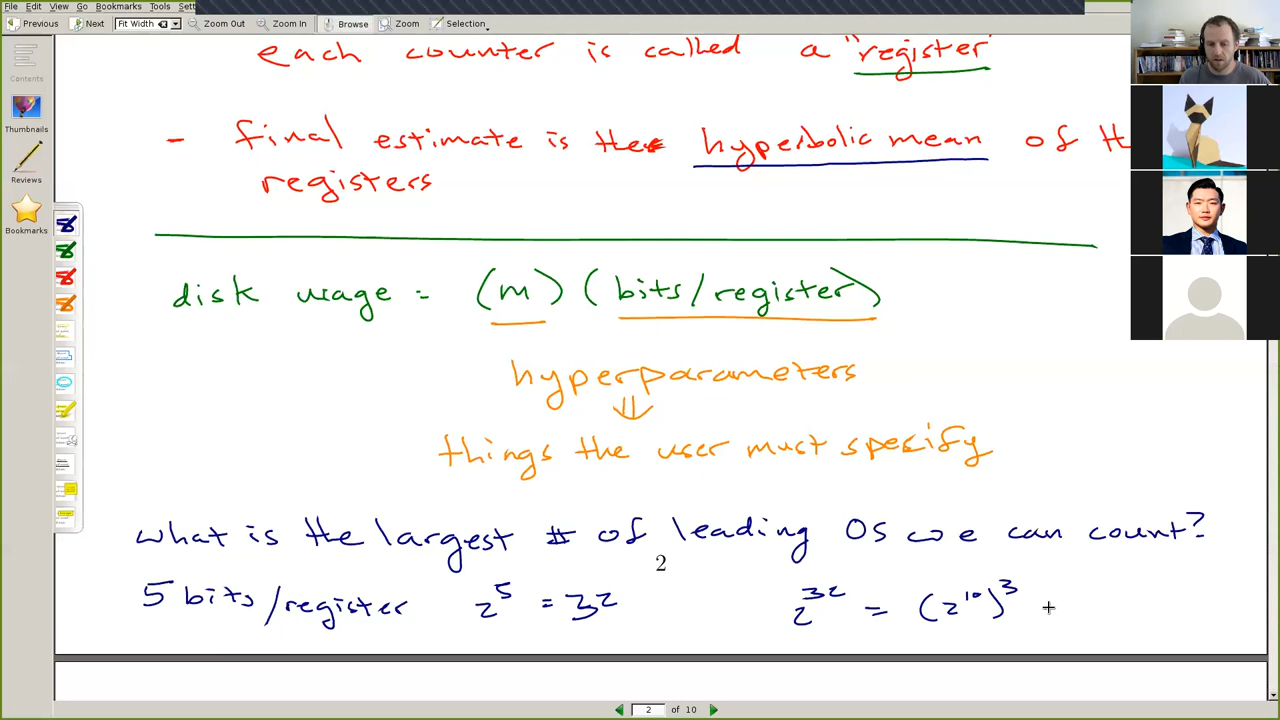 File Edit View Go Bookmarks Tools Sett
Previous Next Fit Width Zoom Out Zoom In Browse Zoom Selection
Contents
Thumbnails
Reviews
Bookmarks
each counter is called a "register"
- final estimate is the hyperbolic mean of th
registers
disk usage = (m) (bits/register)
hyperparameters
⇓
things the user must specify
what is the largest # of leading 0s we can count?
2
5 bits/register 2^5 = 32 2^32 = (2^10)^3
2 of 10